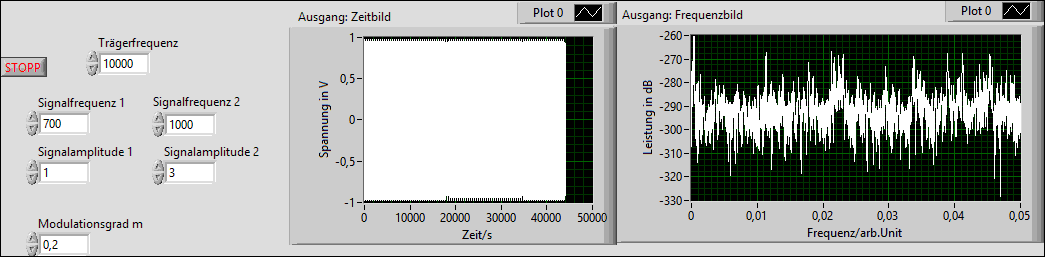 STOPP
Trägerfrequenz
10000
Signalfrequenz 1
700
Signalfrequenz 2
1000
Signalamplitude 1
1
Signalamplitude 2
3
Modulationsgrad m
0,2
Ausgang: Zeitbild
Plot 0
Spannung in V
1
0,5
0
-0,5
-1
0 10000 20000 30000 40000 50000
Zeit/s
Ausgang: Frequenzbild
Plot 0
Leistung in dB
-260
-270
-280
-290
-300
-310
-320
-330
0 0,01 0,02 0,03 0,04 0,05
Frequenz/arb.Unit